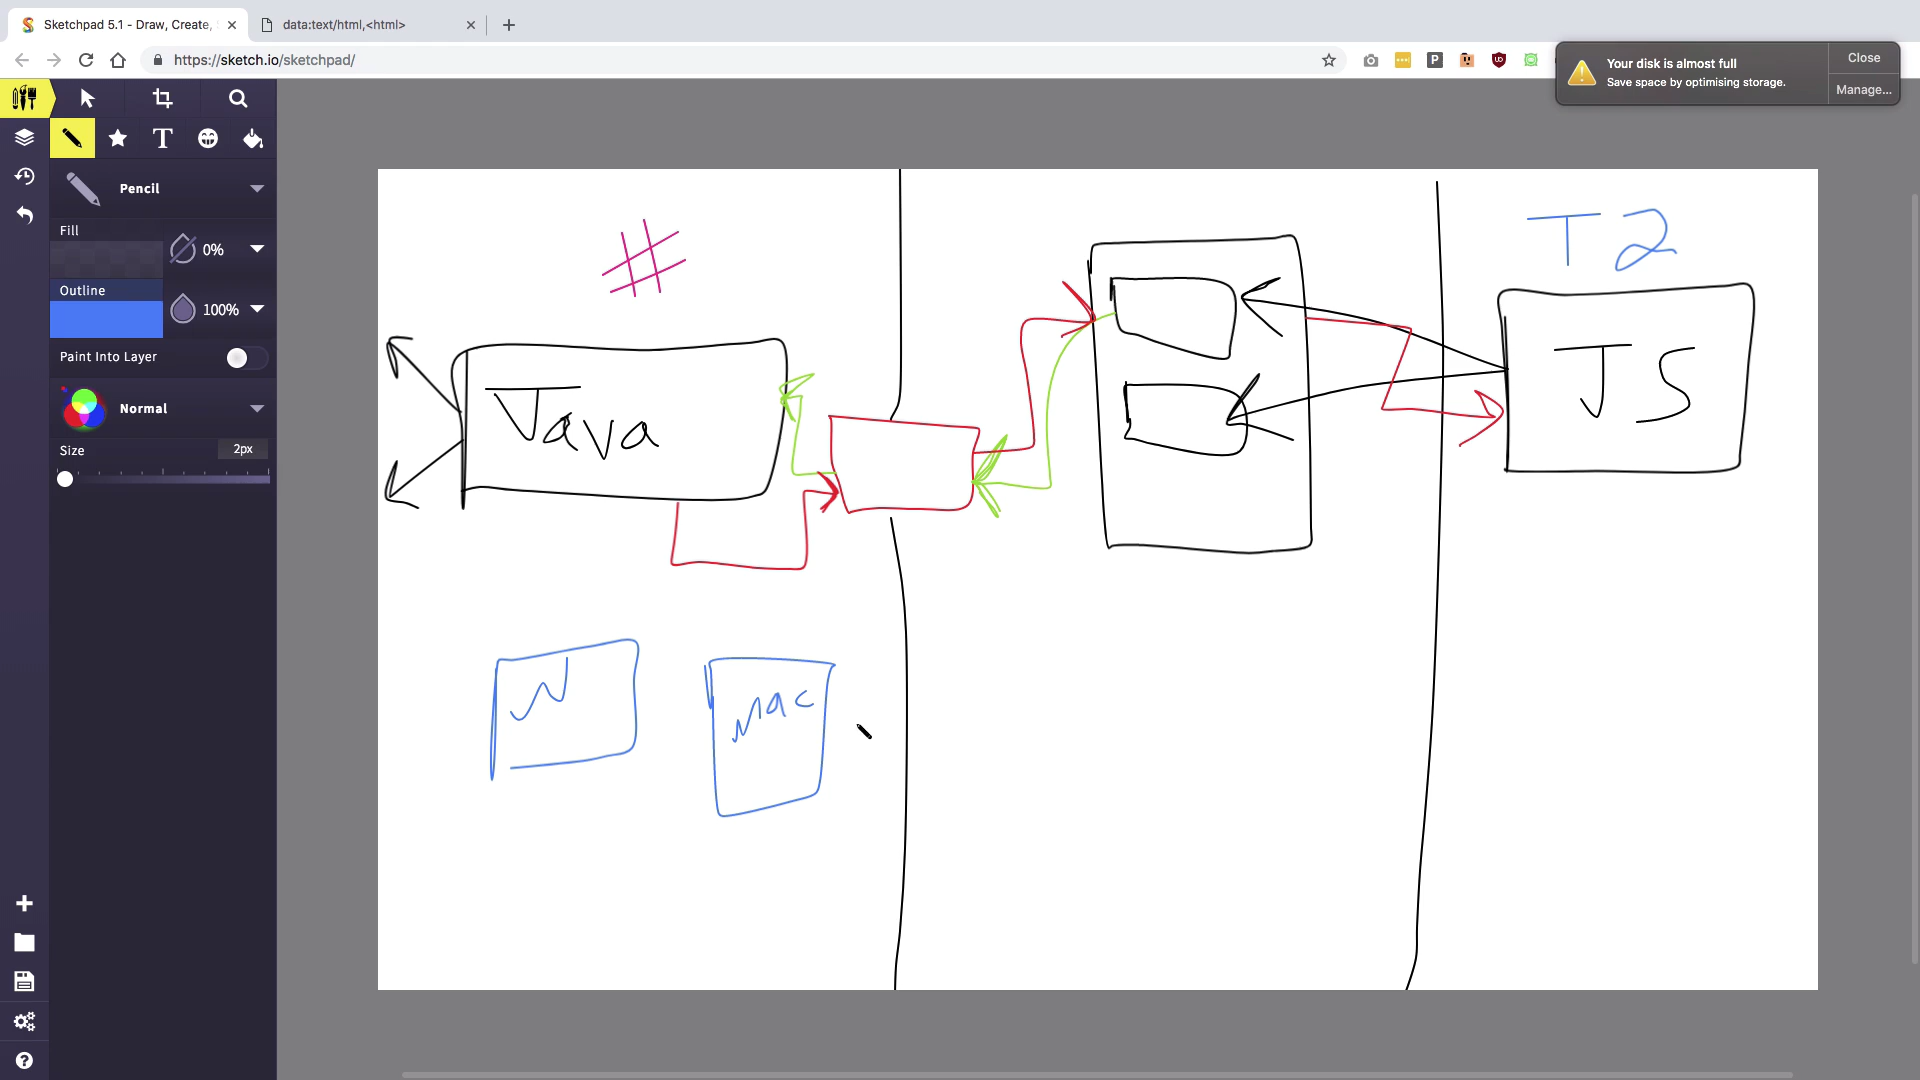 Sketchpad 5.1 - Draw, Create,
data:text/html,<html>
https://sketch.io/sketchpad/
Your disk is almost full
Save space by optimising storage.
Close
Manage...
T
Pencil
Fill
0%
Outline
100%
Paint Into Layer
Normal
Size
2px
#
T2
Java
JS
W
Mac